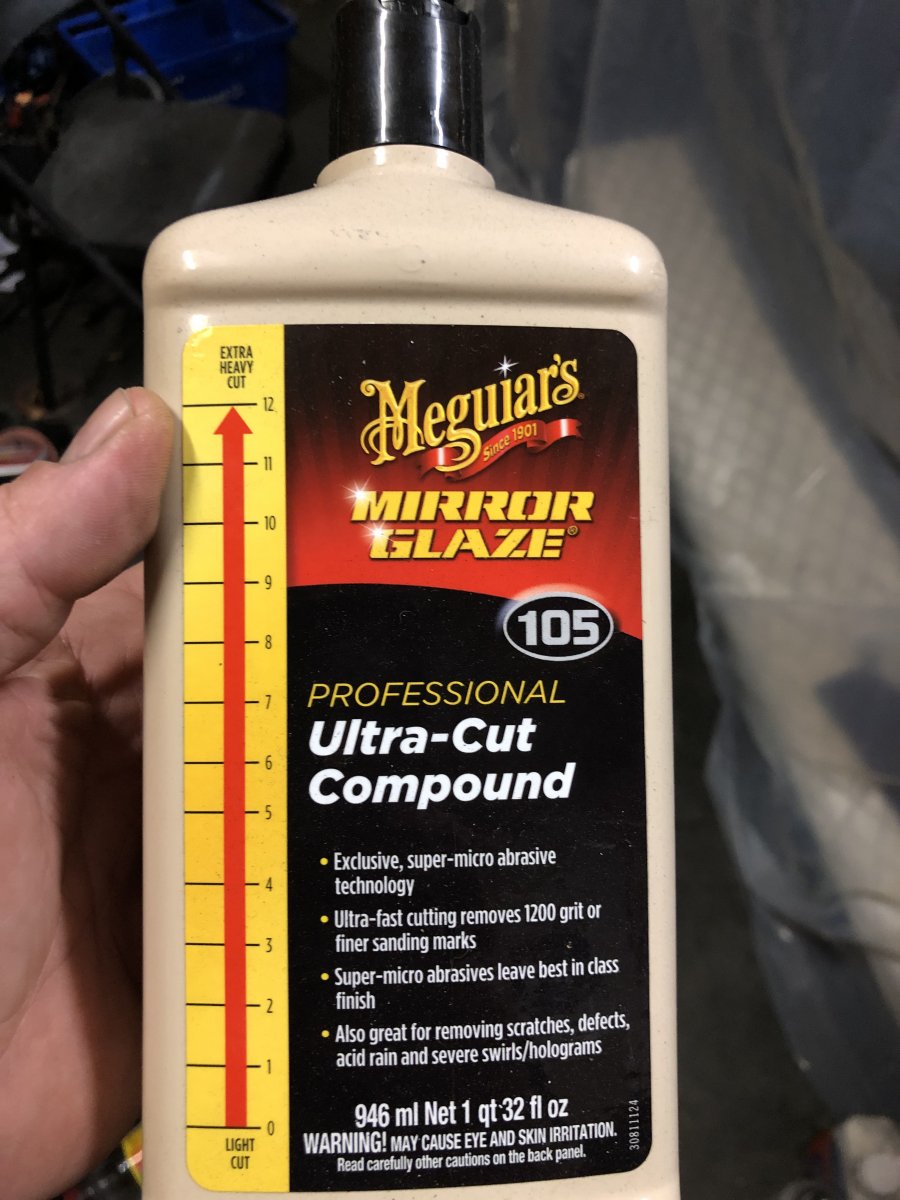 EXTRA
HEAVY
CUT
12
11
10
9
8
7
6
5
4
3
2
1
0
LIGHT
CUT
Meguiar's
Since 1901
MIRROR
GLAZE®
105
PROFESSIONAL
Ultra-Cut
Compound
• Exclusive, super-micro abrasive
technology
• Ultra-fast cutting removes 1200 grit or
finer sanding marks
• Super-micro abrasives leave best in class
finish
• Also great for removing scratches, defects,
acid rain and severe swirls/holograms
946 ml Net 1 qt 32 fl oz
WARNING! MAY CAUSE EYE AND SKIN IRRITATION.
Read carefully other cautions on the back panel.
30811124